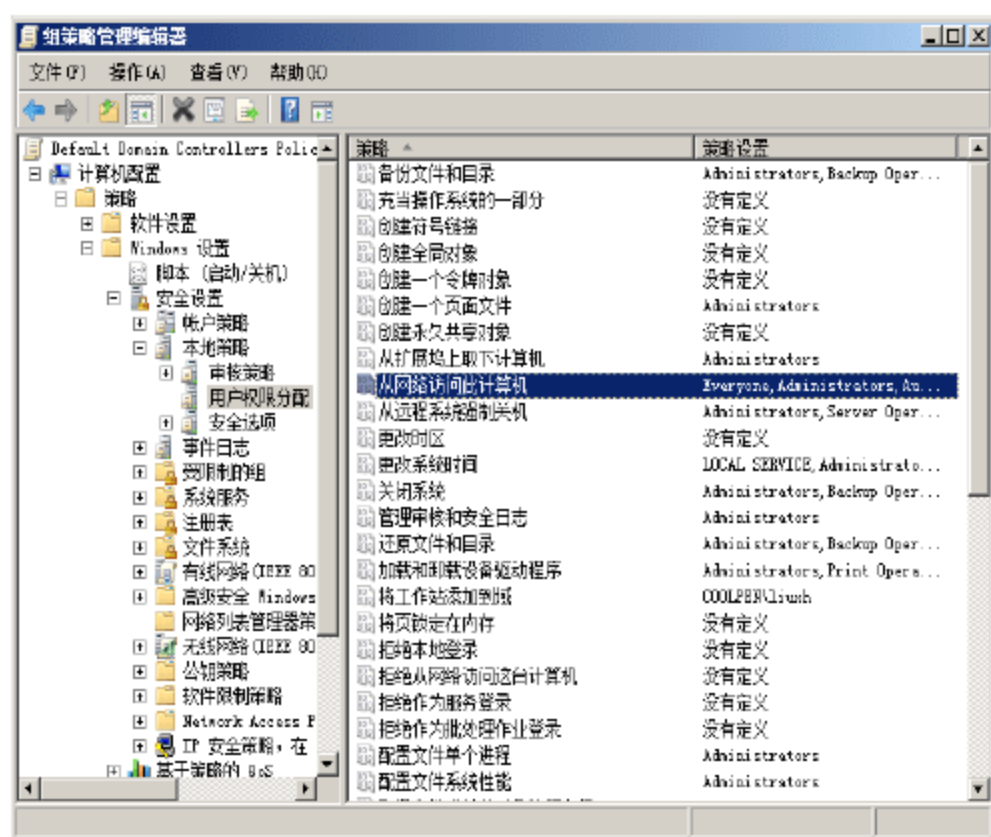 组策略管理编辑器
文件(F) 操作(A) 查看(V) 帮助(H)
Default Domain Controllers Polic
计算机配置
策略
软件设置
Windows 设置
脚本 (启动/关机)
安全设置
帐户策略
本地策略
审核策略
用户权限分配
安全选项
事件日志
受限制的组
系统服务
注册表
文件系统
有线网络(IEEE 80
高级安全 Windows
网络列表管理器策
无线网络(IEEE 80
公钥策略
软件限制策略
Network Access P
IP 安全策略，在
基于策略的 QoS
策略 策略设置
备份文件和目录 Administrators,Backup Oper...
充当操作系统的一部分 没有定义
创建符号链接 没有定义
创建全局对象 没有定义
创建一个令牌对象 没有定义
创建一个页面文件 Administrators
创建永久共享对象 没有定义
从扩展坞上取下计算机 Administrators
从网络访问此计算机 Everyone,Administrators,Au...
从远程系统强制关机 Administrators,Server Oper...
更改时区 没有定义
更改系统时间 LOCAL SERVICE,Administrato...
关闭系统 Administrators,Backup Oper...
管理审核和安全日志 Administrators
还原文件和目录 Administrators,Backup Oper...
加载和卸载设备驱动程序 Administrators,Print Opera...
将工作站添加到域 COOLPEN\liuxh
将页锁定在内存 没有定义
拒绝本地登录 没有定义
拒绝从网络访问这台计算机 没有定义
拒绝作为服务登录 没有定义
拒绝作为批处理作业登录 没有定义
配置文件单个进程 Administrators
配置文件系统性能 Administrators